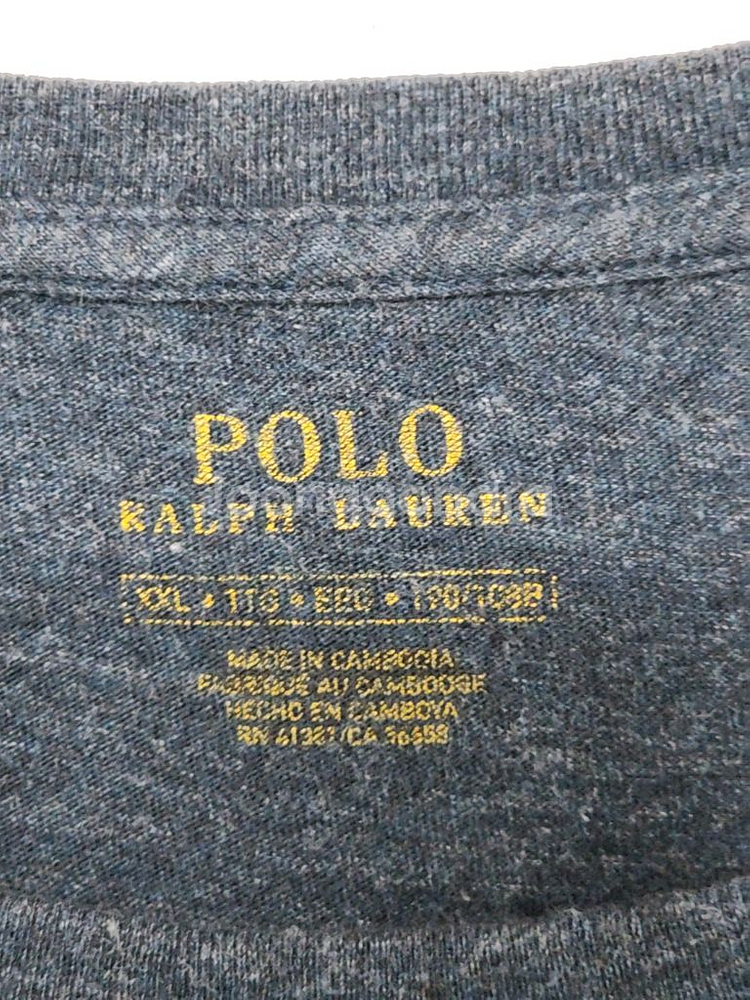 POLO
RALPH LAUREN
XXL • TTG • EEG • 190/108B
MADE IN CAMBODIA
FABRIQUÉ AU CAMBODGE
HECHO EN CAMBOYA
RN 41381/CA 36653